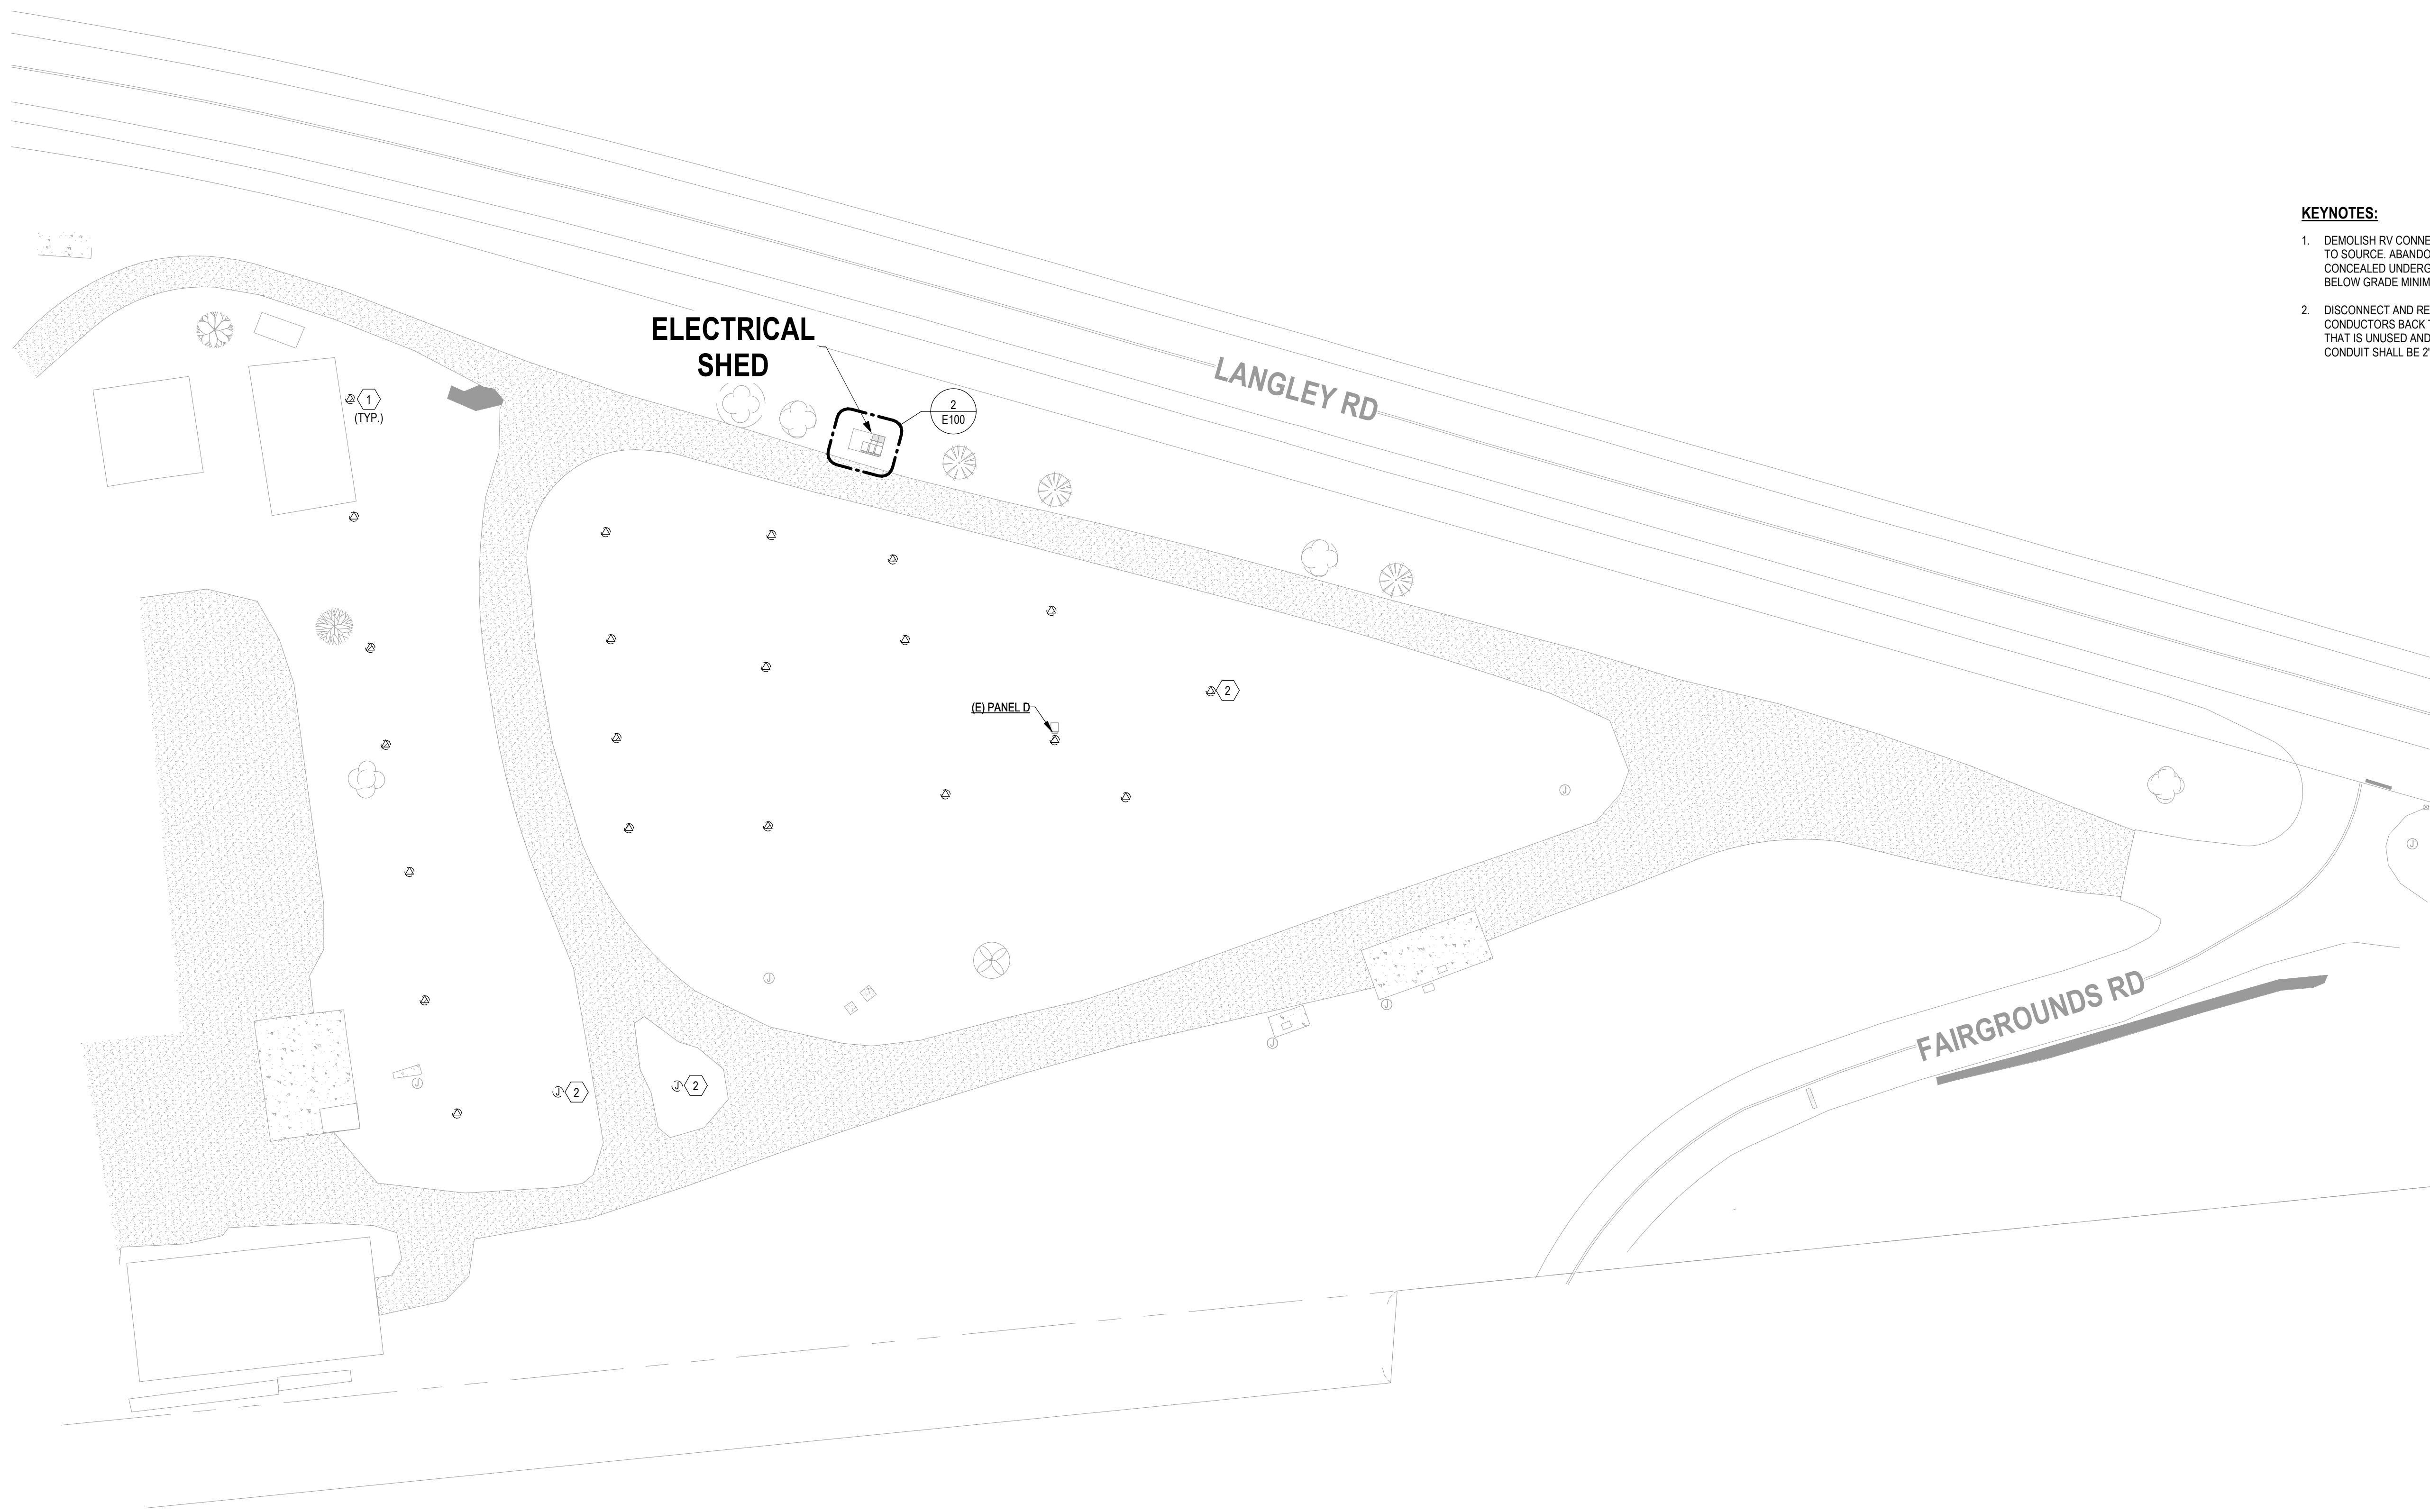 KEYNOTES:
1. DEMOLISH RV CONNE
TO SOURCE. ABANDO
CONCEALED UNDERG
BELOW GRADE MINIM
2. DISCONNECT AND RE
CONDUCTORS BACK
THAT IS UNUSED AND
CONDUIT SHALL BE 2"
ELECTRICAL
SHED
LANGLEY RD
2
E100
1
(TYP.)
2
(E) PANEL D
J
J
J
J
J
FAIRGROUNDS RD
J
J
2
J
2